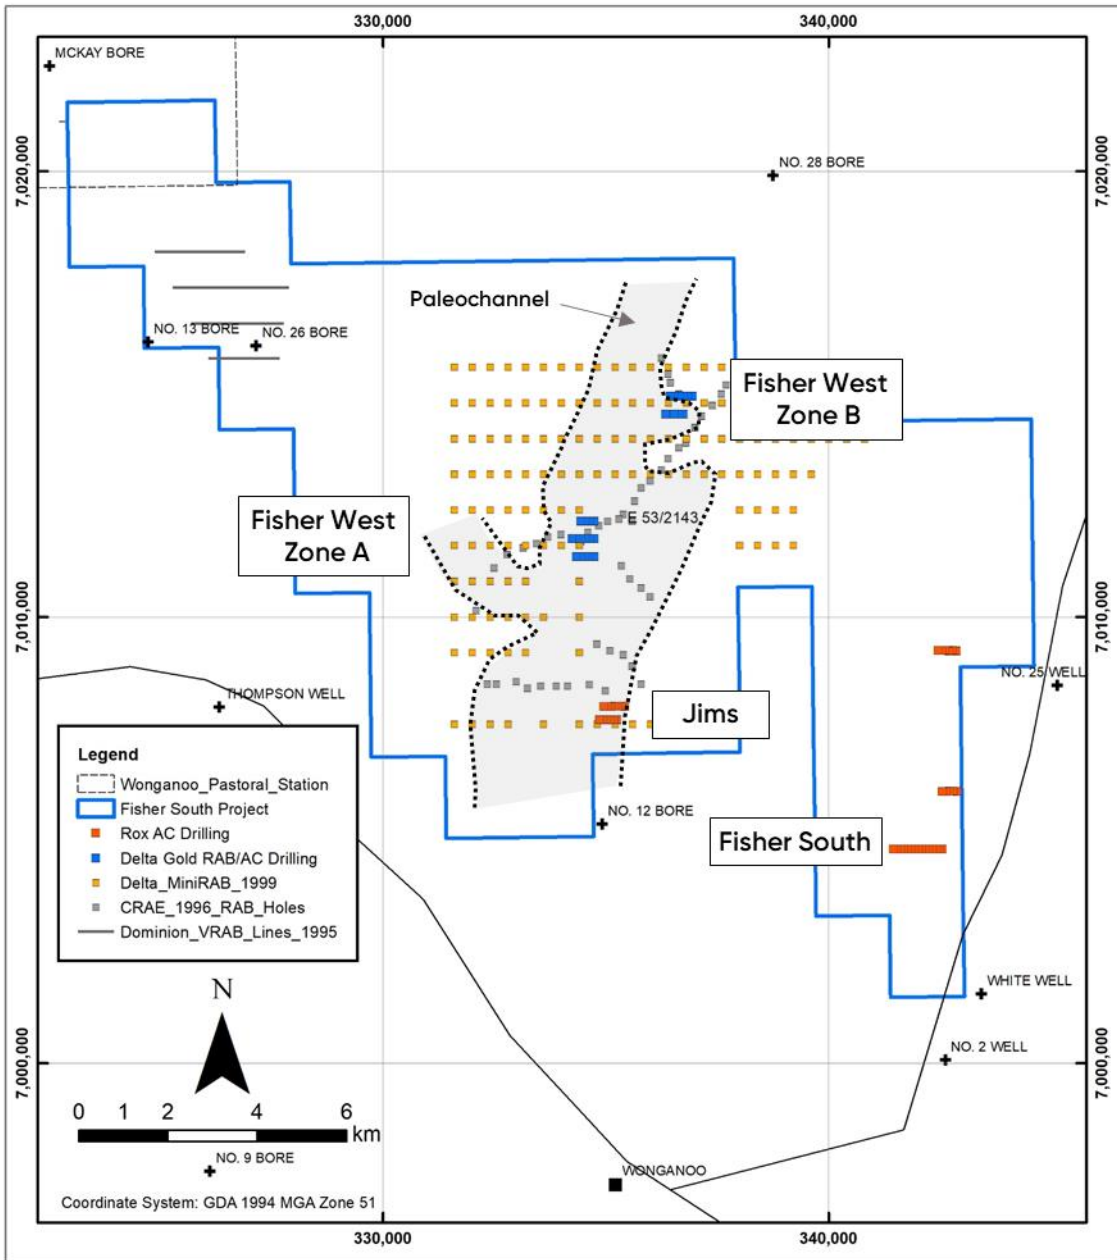 330,000
340,000
MCKAY BORE
7,020,000
NO. 28 BORE
7,020,000
Paleochannel
NO. 13 BORE
NO. 26 BORE
Fisher West
Zone B
Fisher West
Zone A
E 53/2143
7,010,000
7,010,000
NO. 25 WELL
THOMPSON WELL
Jims
Legend
Wonganoo_Pastoral_Station
Fisher South Project
Rox AC Drilling
Delta Gold RAB/AC Drilling
Delta_MiniRAB_1999
CRAE_1996_RAB_Holes
Dominion_VRAB_Lines_1995
NO. 12 BORE
Fisher South
N
WHITE WELL
NO. 2 WELL
7,000,000
7,000,000
0 1 2 4 6
km
NO. 9 BORE
WONGANOO
Coordinate System: GDA 1994 MGA Zone 51
330,000
340,000